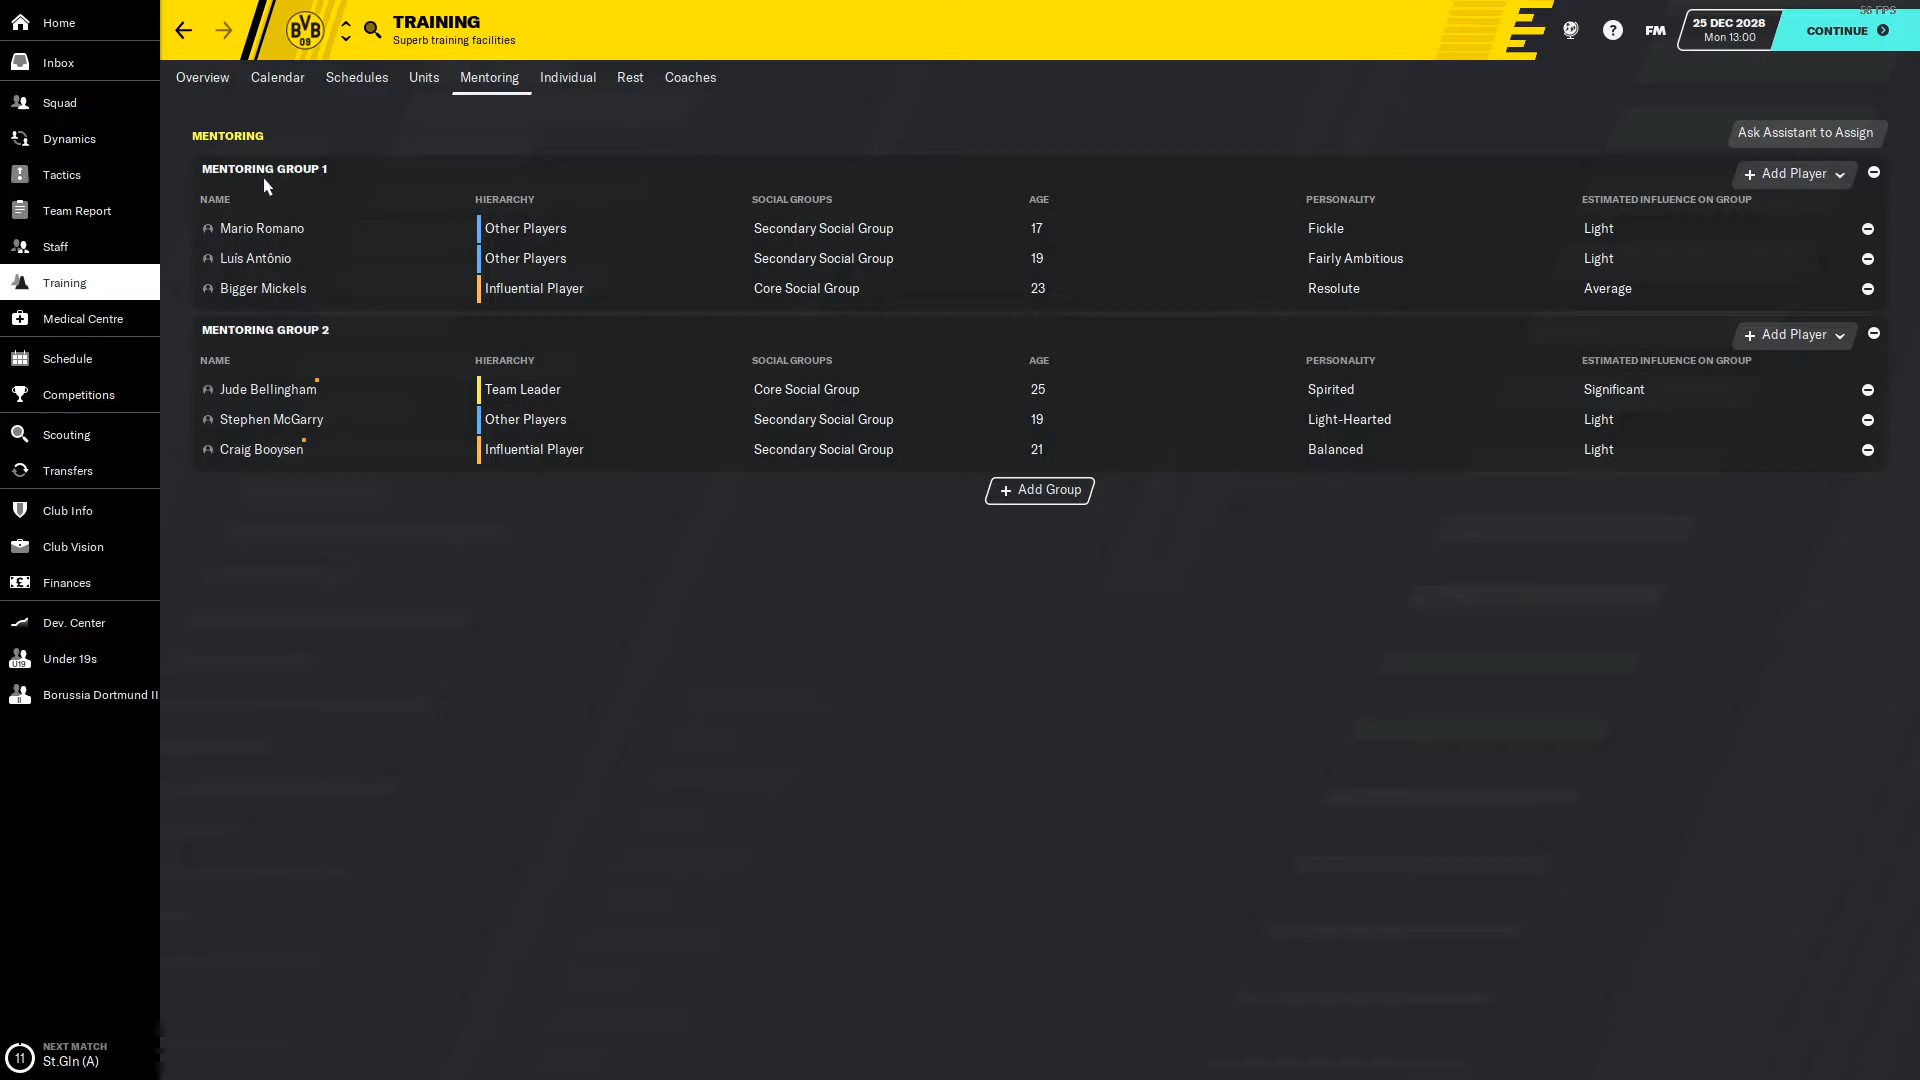 Home
Inbox
Squad
Dynamics
Tactics
Team Report
Staff
Training
Medical Centre
Schedule
Competitions
Scouting
Transfers
Club Info
Club Vision
Finances
Dev. Center
U19
Under 19s
II
Borussia Dortmund II
11
NEXT MATCH
St.Gln (A)
BVB
09
TRAINING
Superb training facilities
?
FM
25 DEC 2028
Mon 13:00
CONTINUE
Overview
Calendar
Schedules
Units
Mentoring
Individual
Rest
Coaches
MENTORING
Ask Assistant to Assign
MENTORING GROUP 1
+ Add Player
NAME HIERARCHY SOCIAL GROUPS AGE PERSONALITY ESTIMATED INFLUENCE ON GROUP
Mario Romano Other Players Secondary Social Group 17 Fickle Light
Luís Antônio Other Players Secondary Social Group 19 Fairly Ambitious Light
Bigger Mickels Influential Player Core Social Group 23 Resolute Average
MENTORING GROUP 2
+ Add Player
NAME HIERARCHY SOCIAL GROUPS AGE PERSONALITY ESTIMATED INFLUENCE ON GROUP
Jude Bellingham Team Leader Core Social Group 25 Spirited Significant
Stephen McGarry Other Players Secondary Social Group 19 Light-Hearted Light
Craig Booysen Influential Player Secondary Social Group 21 Balanced Light
+ Add Group